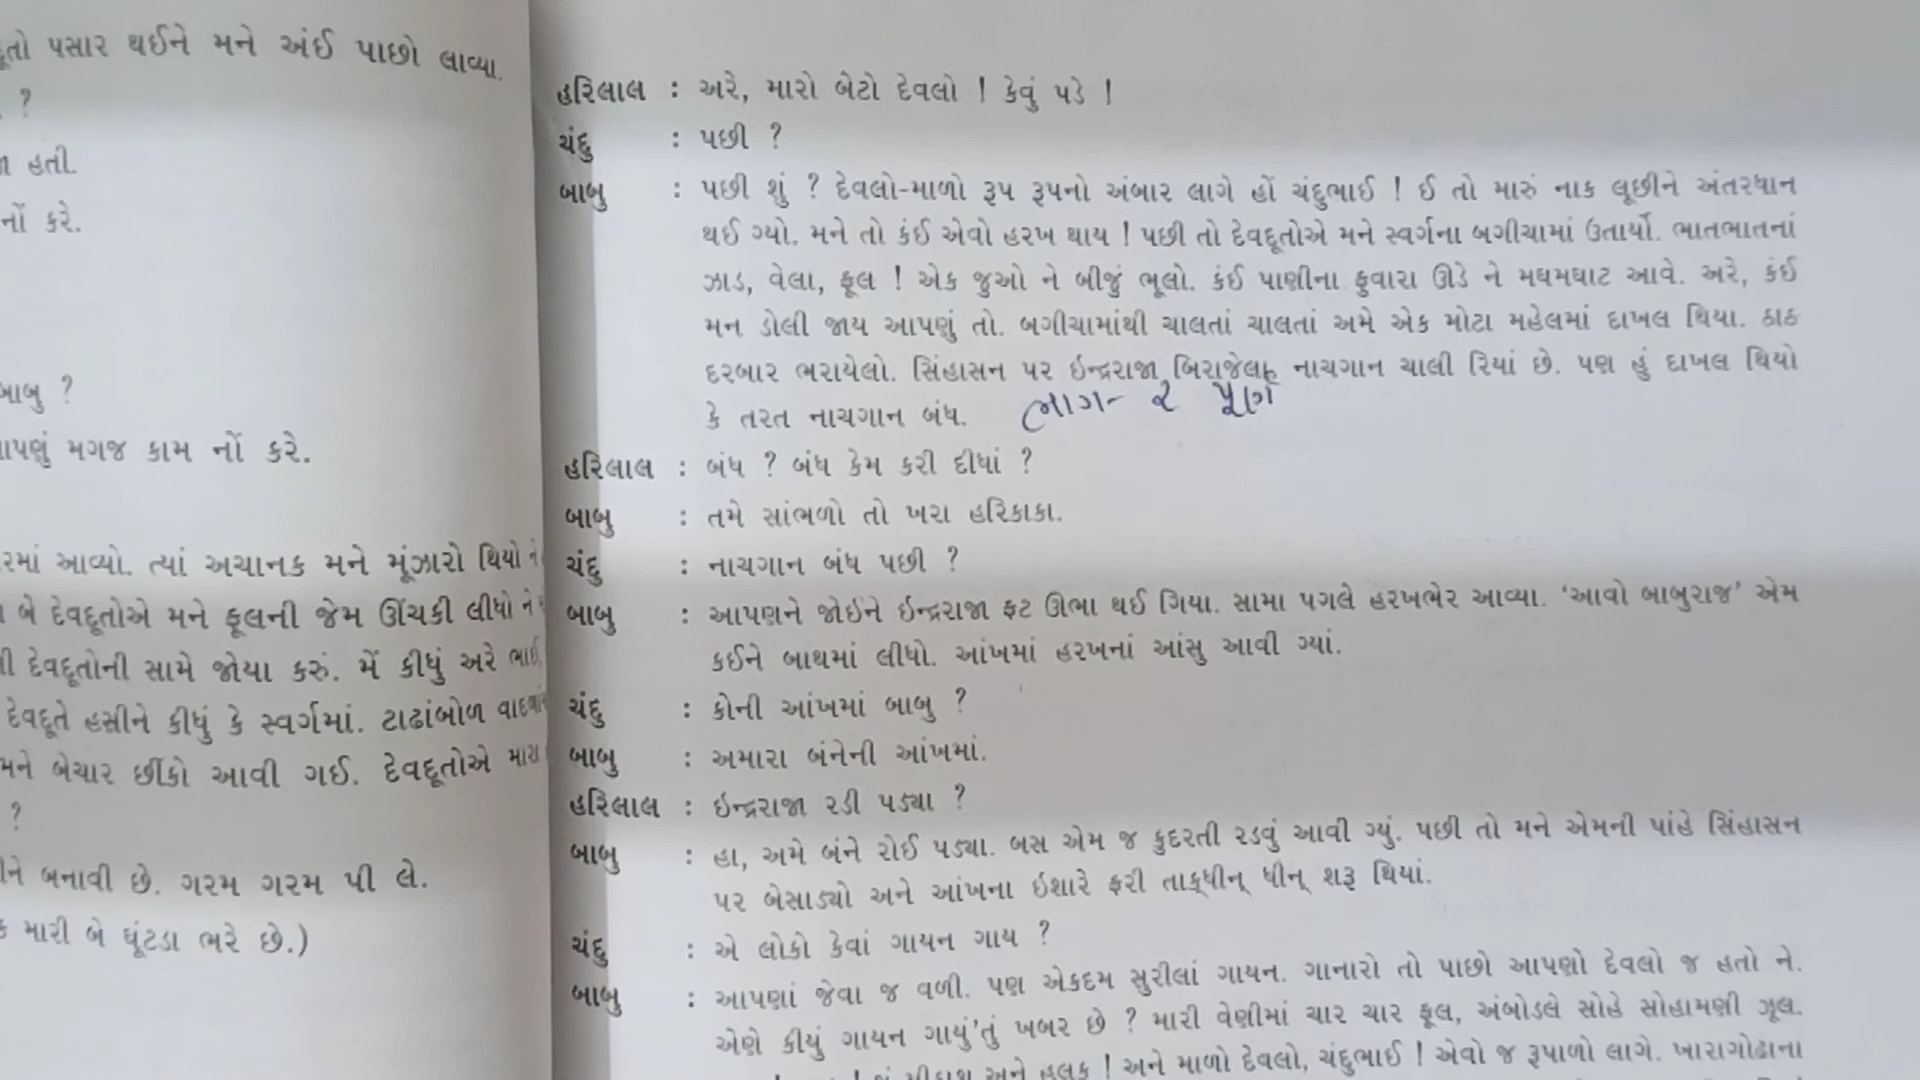 દૂતો પસાર થઈને મને અંઈ પાછો લાવ્યા.
?
હતી.
નોં કરે.
બાબુ ?
આપણું મગજ કામ નોં કરે.
આવ્યો. ત્યાં અચાનક મને મૂંઝારો થિયો ને
બે દેવદૂતોએ મને ફૂલની જેમ ઊંચકી લીધો ને
દેવદૂતોની સામે જોયા કરું. મેં કીધું અરે ભાઈ,
દેવદૂતે હસીને કીધું કે સ્વર્ગમાં. ટાઢાંબોળ
મને બેચાર છીંકો આવી ગઈ. દેવદૂતોએ મારા
?
બનાવી છે. ગરમ ગરમ પી લે.
મારી બે ઘૂંટડા ભરે છે.)
હરિલાલ : અરે, મારો બેટો દેવલો ! કેવું પડે !
ચંદુ : પછી ?
બાબુ : પછી શું ? દેવલો-માળો રૂપ રૂપનો અંબાર લાગે હોં ચંદુભાઈ ! ઈ તો મારું નાક લૂછીને અંતરધાન
થઈ ગ્યો. મને તો કંઈ એવો હરખ થાય ! પછી તો દેવદૂતોએ મને સ્વર્ગના બગીચામાં ઉતાર્યો. ભાતભાતનાં
ઝાડ, વેલા, ફૂલ ! એક જુઓ ને બીજું ભૂલો. કંઈ પાણીના ફુવારા ઊડે ને મઘમઘાટ આવે. અરે, કંઈ
મન ડોલી જાય આપણું તો. બગીચામાંથી ચાલતાં ચાલતાં અમે એક મોટા મહેલમાં દાખલ થિયા. ઠાઠ
દરબાર ભરાયેલો. સિંહાસન પર ઇન્દ્રરાજા બિરાજેલા. નાચગાન ચાલી રિયાં છે. પણ હું દાખલ થિયો
કે તરત નાચગાન બંધ. ભાગ- ૨ પૂર્ણ
હરિલાલ : બંધ ? બંધ કેમ કરી દીધાં ?
બાબુ : તમે સાંભળો તો ખરા હરિકાકા.
ચંદુ : નાચગાન બંધ પછી ?
બાબુ : આપણને જોઈને ઇન્દ્રરાજા ફટ ઊભા થઈ ગિયા. સામા પગલે હરખભેર આવ્યા. ‘આવો બાબુરાજ’ એમ
કઈને બાથમાં લીધો. આંખમાં હરખનાં આંસુ આવી ગ્યાં.
ચંદુ : કોની આંખમાં બાબુ ?
બાબુ : અમારા બંનેની આંખમાં.
હરિલાલ : ઇન્દ્રરાજા રડી પડ્યા ?
બાબુ : હા, અમે બંને રોઈ પડ્યા. બસ એમ જ કુદરતી રડવું આવી ગ્યું. પછી તો મને એમની પાંહે સિંહાસન
પર બેસાડ્યો અને આંખના ઇશારે ફરી તાક્ધીન્ ધીન્ શરૂ થિયાં.
ચંદુ : એ લોકો કેવાં ગાયન ગાય ?
બાબુ : આપણાં જેવા જ વળી. પણ એકદમ સુરીલાં ગાયન. ગાનારો તો પાછો આપણો દેવલો જ હતો ને.
એણે કીયું ગાયન ગાયું’તું ખબર છે ? મારી વેણીમાં ચાર ચાર ફૂલ, અંબોડલે સોહે સોહામણી ઝૂલ.
અને હલક ! અને માળો દેવલો, ચંદુભાઈ ! એવો જ રૂપાળો લાગે. ખારાગોઢાના